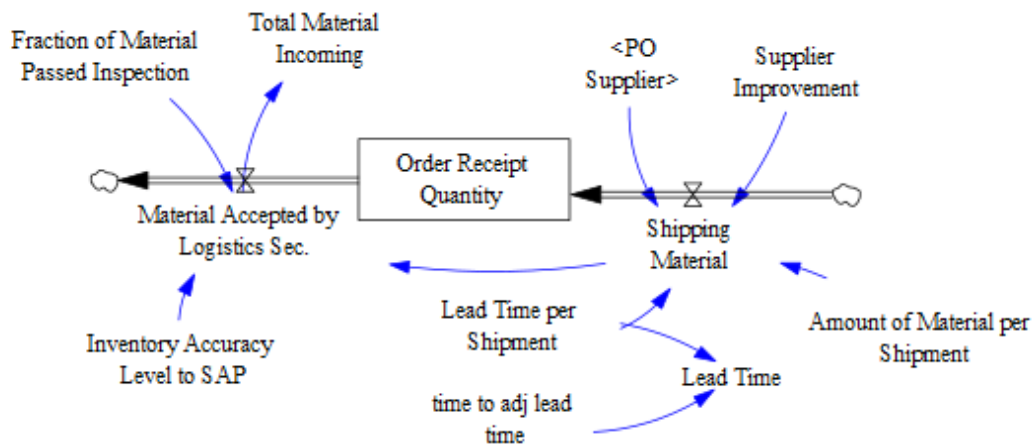 Fraction of Material
Passed Inspection
Total Material
Incoming
<PO
Supplier>
Supplier
Improvement
Order Receipt
Quantity
Material Accepted by
Logistics Sec.
Shipping
Material
Inventory Accuracy
Level to SAP
Lead Time per
Shipment
Amount of Material per
Shipment
Lead Time
time to adj lead
time